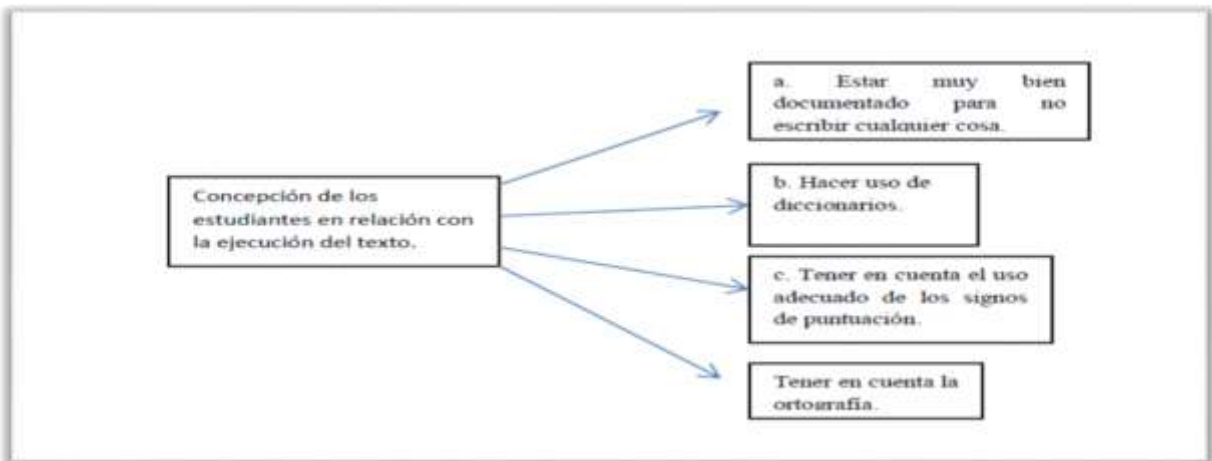 Concepción de los
estudiantes en relación con
la ejecución del texto.
a. Estar muy bien
documentado para no
escribir cualquier cosa.
b. Hacer uso de
diccionarios.
c. Tener en cuenta el uso
adecuado de los signos
de puntuación.
Tener en cuenta la
ortografía.